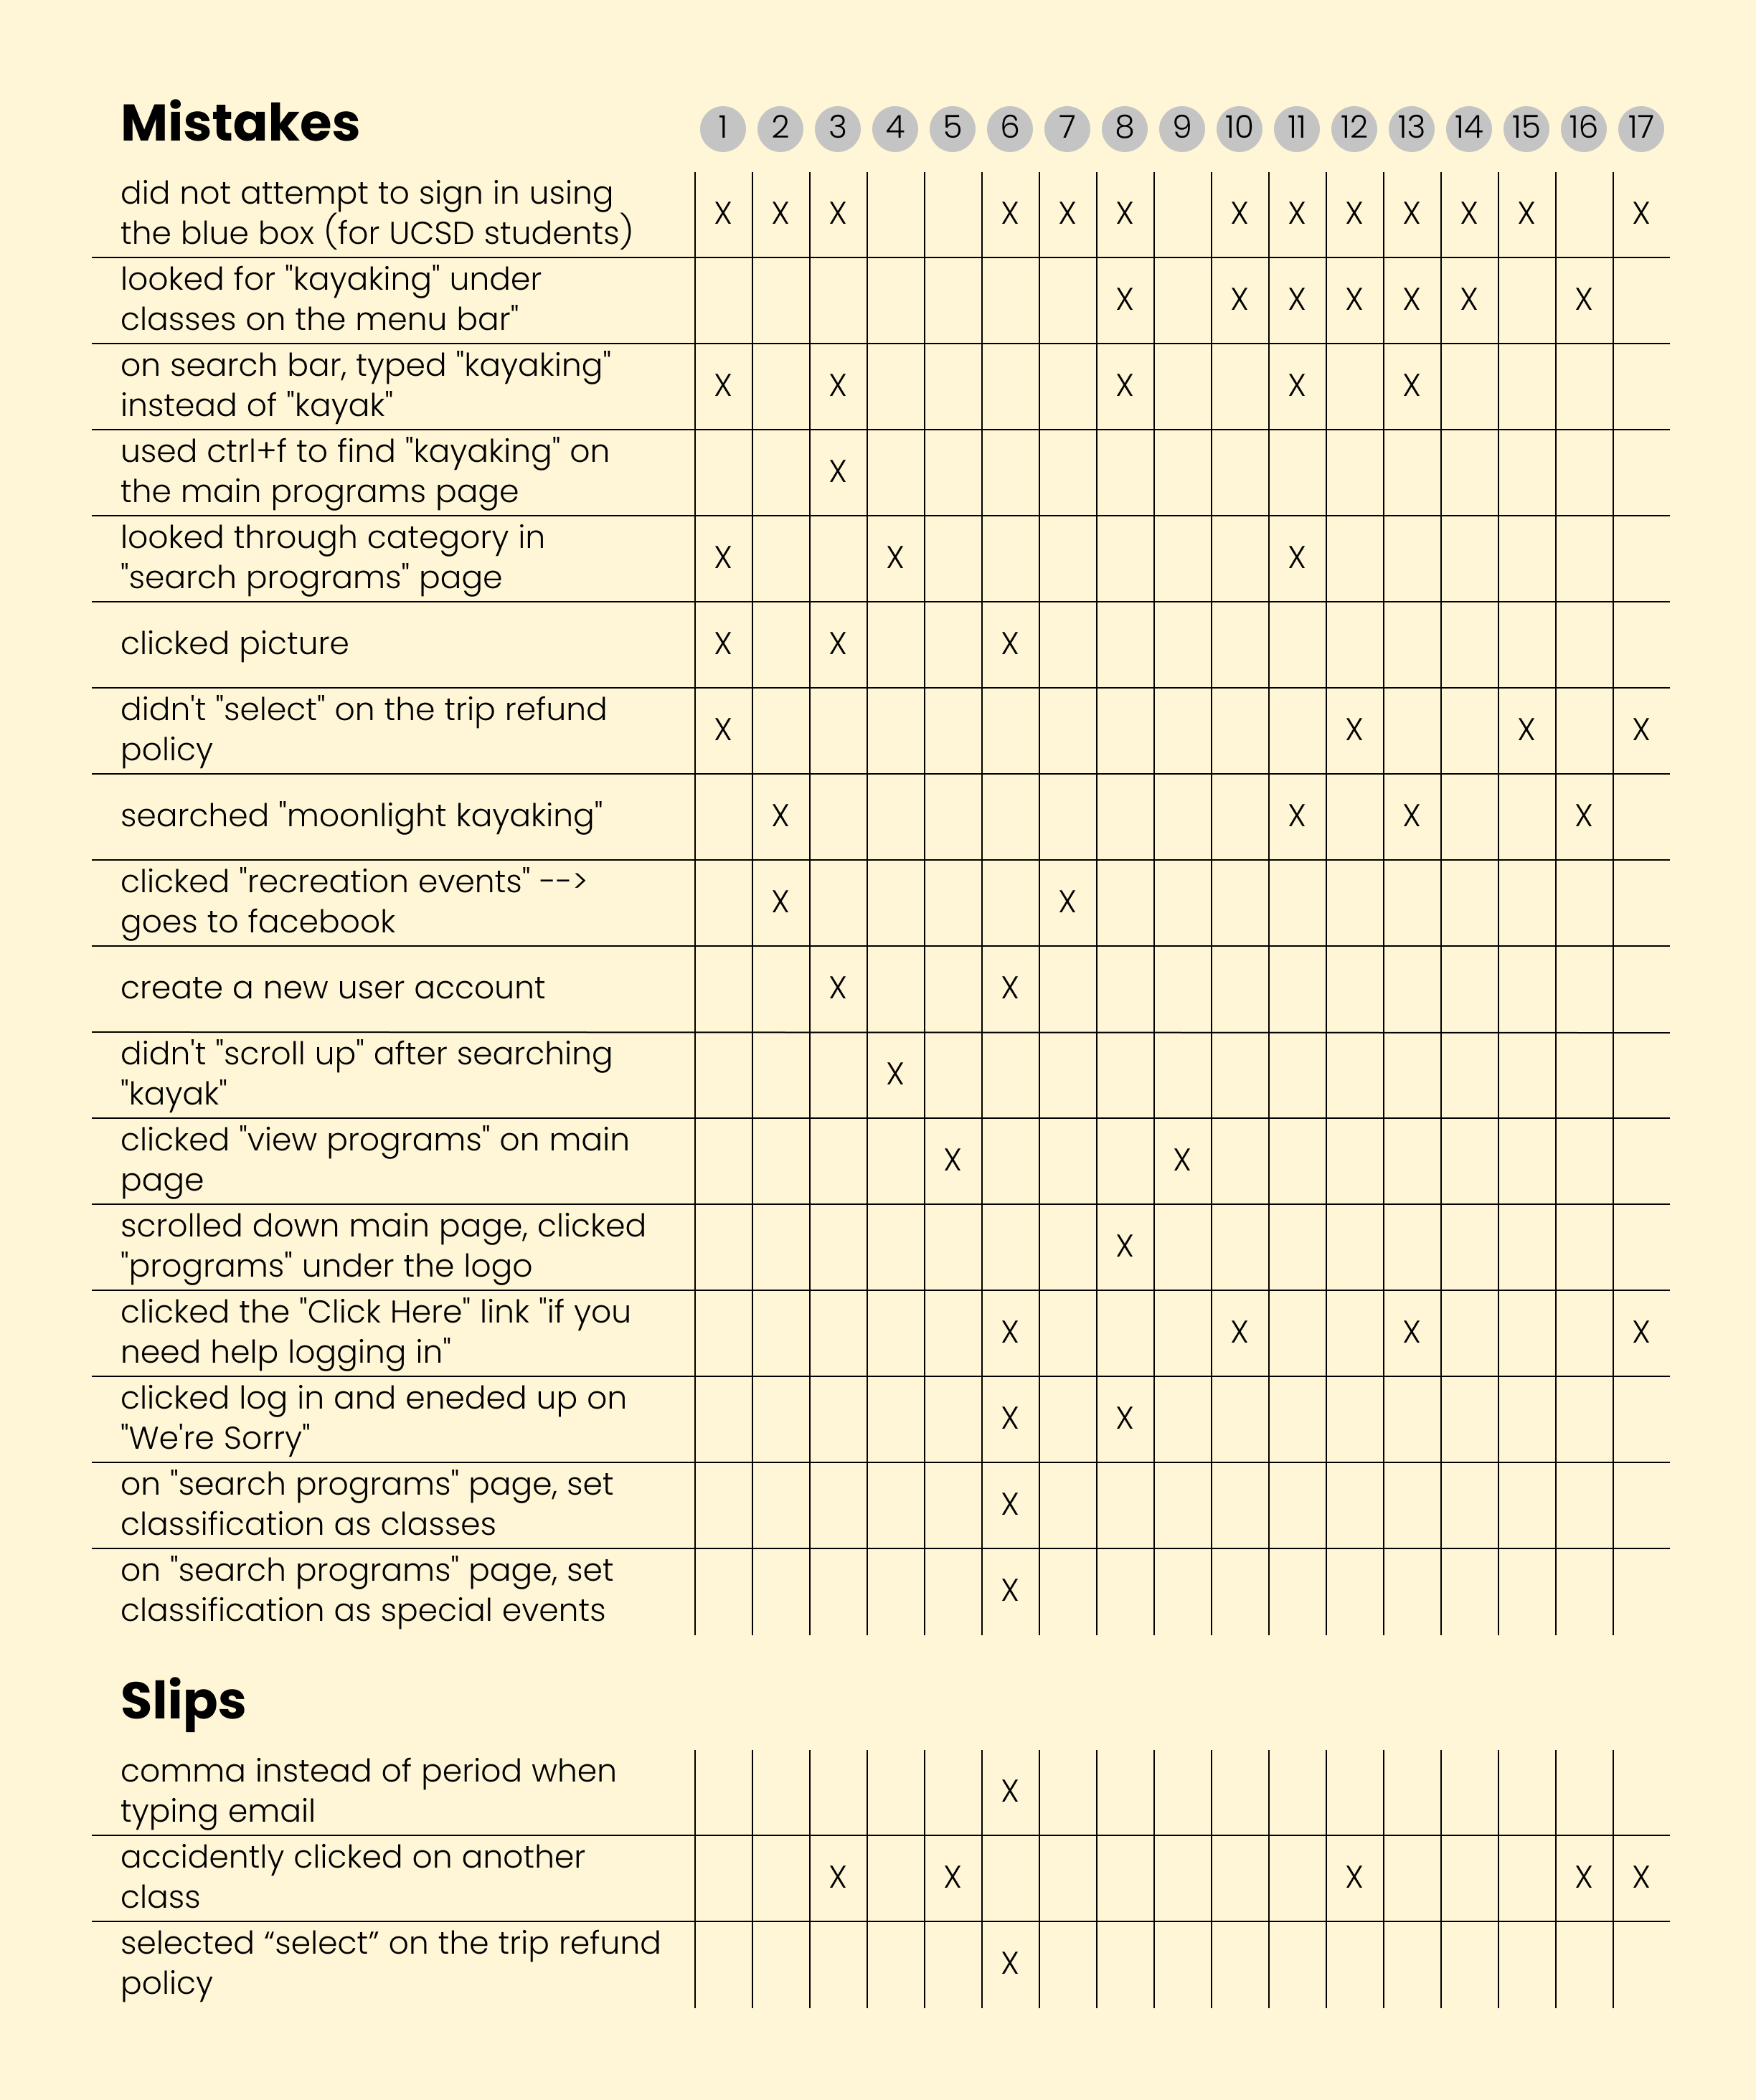 Mistakes 1 2 3 4 5 6 7 8 9 10 11 12 13 14 15 16 17
did not attempt to sign in using
the blue box (for UCSD students) X X X X X X X X X X X X X
looked for "kayaking" under
classes on the menu bar" X X X X X X X
on search bar, typed "kayaking"
instead of "kayak" X X X X X
used ctrl+f to find "kayaking" on
the main programs page X
looked through category in
"search programs" page X X X
clicked picture X X X
didn't "select" on the trip refund
policy X X X X
searched "moonlight kayaking" X X X X
clicked "recreation events" -->
goes to facebook X X
create a new user account X X
didn't "scroll up" after searching
"kayak" X
clicked "view programs" on main
page X X
scrolled down main page, clicked
"programs" under the logo X
clicked the "Click Here" link "if you
need help logging in" X X X X
clicked log in and eneded up on
"We're Sorry" X X
on "search programs" page, set
classification as classes X
on "search programs" page, set
classification as special events X
Slips
comma instead of period when
typing email X
accidently clicked on another
class X X X X X
selected “select” on the trip refund
policy X